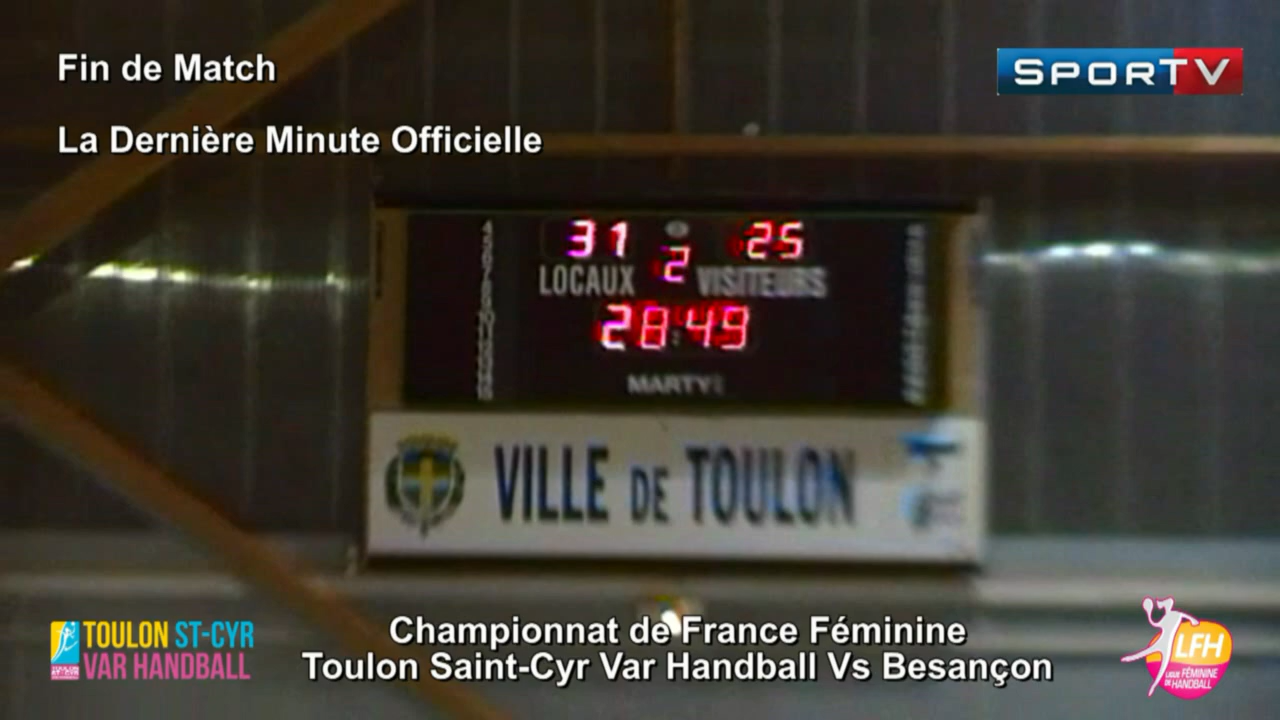 Fin de Match
SPORTV
La Dernière Minute Officielle
31 2 25
LOCAUX VISITEURS
28:49
MARTY
VILLE DE TOULON
TOULON ST-CYR
VAR HANDBALL
Championnat de France Féminine
Toulon Saint-Cyr Var Handball Vs Besançon
LFH
LIGUE FÉMININE
DE HANDBALL